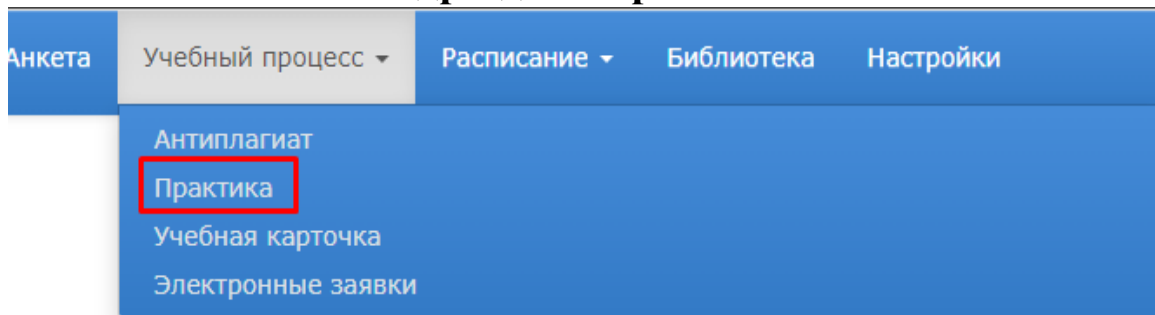 Анкета Учебный процесс Расписание Библиотека Настройки
Антиплагиат
Практика
Учебная карточка
Электронные заявки